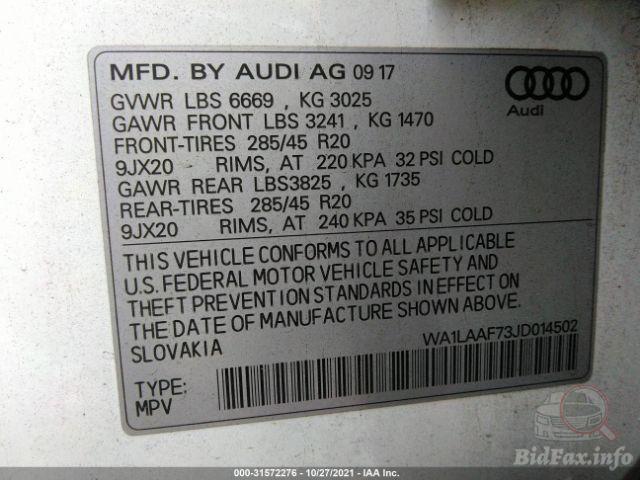 MFD. BY AUDI AG 09 17
Audi
GVWR LBS 6669 , KG 3025
GAWR FRONT LBS 3241 , KG 1470
FRONT-TIRES 285/45 R20
9JX20 RIMS, AT 220 KPA 32 PSI COLD
GAWR REAR LBS3825 , KG 1735
REAR-TIRES 285/45 R20
9JX20 RIMS, AT 240 KPA 35 PSI COLD
THIS VEHICLE CONFORMS TO ALL APPLICABLE
U.S. FEDERAL MOTOR VEHICLE SAFETY AND
THEFT PREVENTION STANDARDS IN EFFECT ON
THE DATE OF MANUFACTURE SHOWN ABOVE.
SLOVAKIA
WA1LAAF73JD014502
TYPE:
MPV
BidFax.info
000-31572276 - 10/27/2021 - IAA Inc.